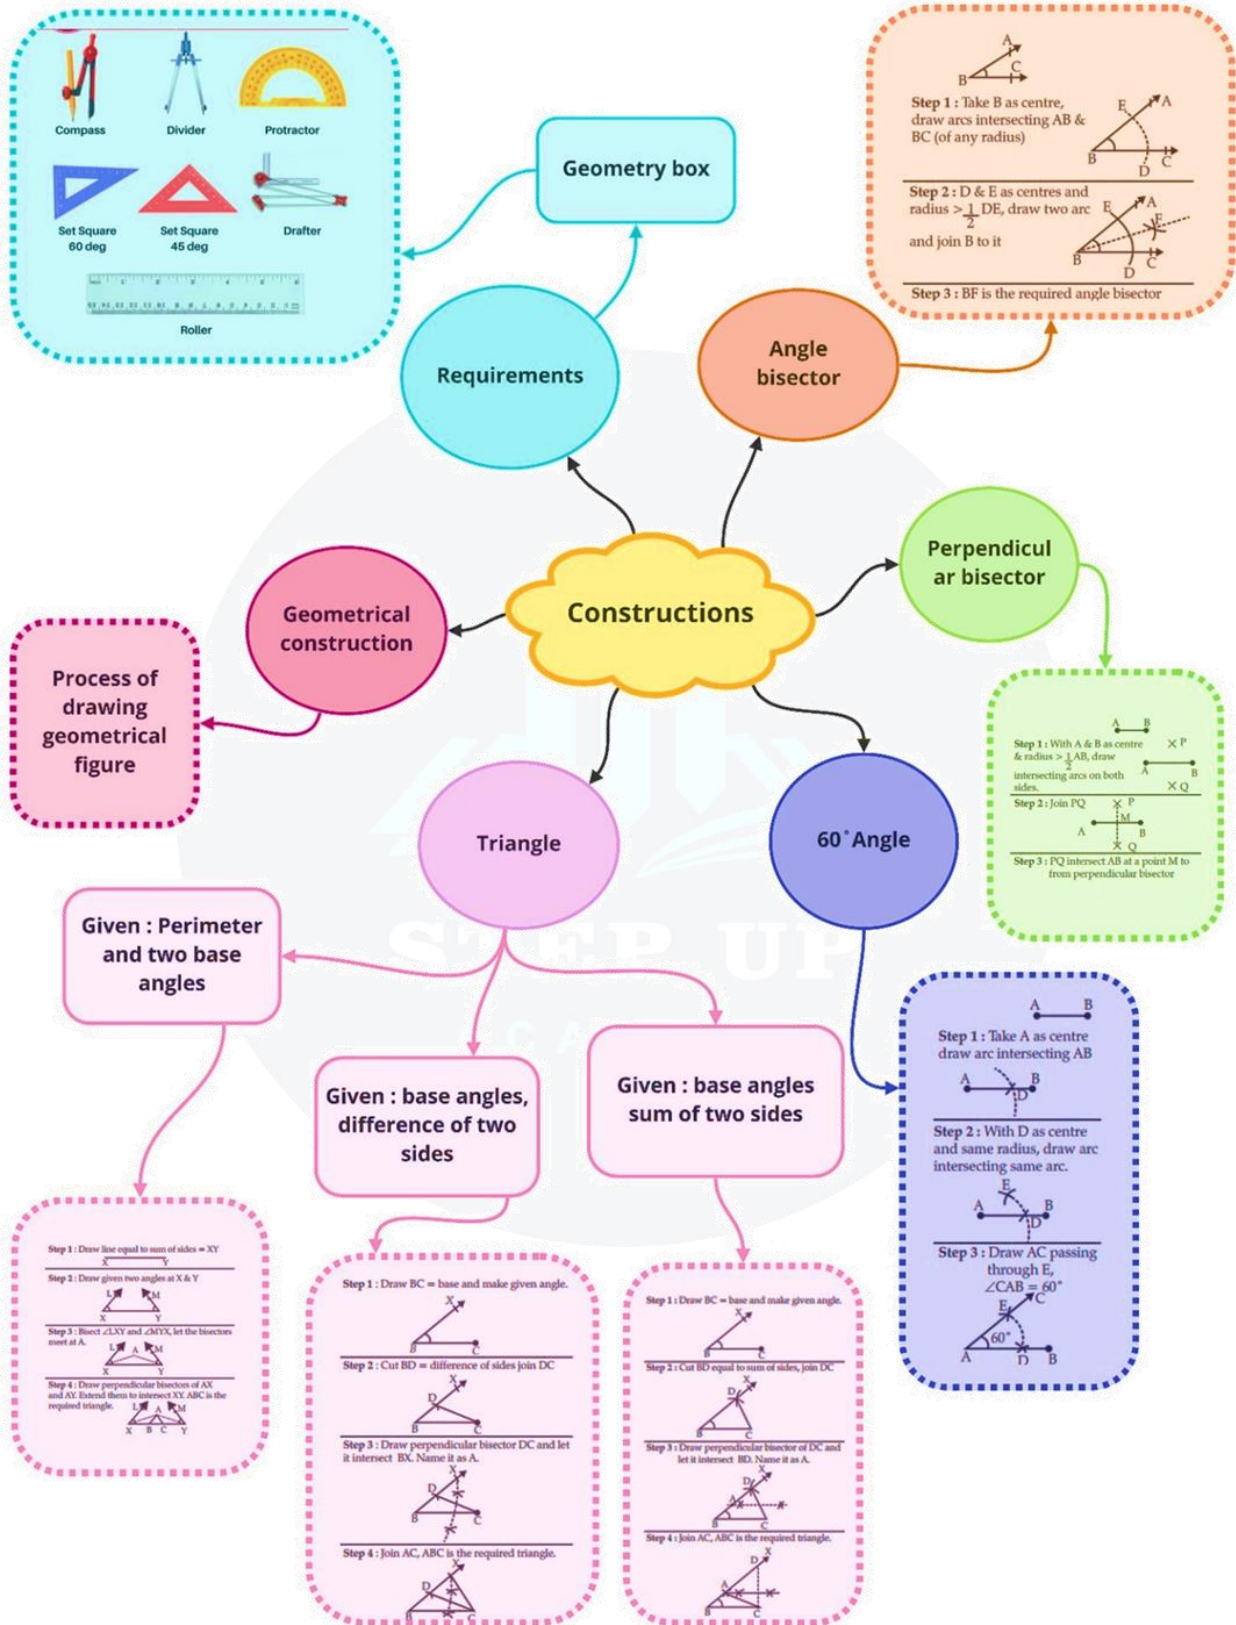 Compass
Divider
Protractor
Set Square
60 deg
Set Square
45 deg
Drafter
Roller
Geometry box
Requirements
Angle
bisector
A
C
B
Step 1 : Take B as centre,
draw arcs intersecting AB &
BC (of any radius)
E
A
B
C
D
Step 2 : D & E as centres and
radius > 1/2 DE, draw two arc
and join B to it
E
A
F
B
C
D
Step 3 : BF is the required angle bisector
Constructions
Perpendicul
ar bisector
A B
Step 1 : With A & B as centre
& radius > 1/2 AB, draw
intersecting arcs on both
sides.
P
A B
Q
Step 2 : Join PQ
P
M
A B
Q
Step 3 : PQ intersect AB at a point M to
from perpendicular bisector
Geometrical
construction
Process of
drawing
geometrical
figure
Triangle
60°Angle
STEP UP
Given : Perimeter
and two base
angles
Given : base angles,
difference of two
sides
Given : base angles
sum of two sides
A B
Step 1 : Take A as centre
draw arc intersecting AB
A B
D
Step 2 : With D as centre
and same radius, draw arc
intersecting same arc.
E
A B
D
Step 3 : Draw AC passing
through E,
∠CAB = 60°
C
E
60°
A D B
Step 1 : Draw line equal to sum of sides = XY
X Y
Step 2 : Draw given two angles at X & Y
L M
X Y
Step 3 : Bisect ∠LXY and ∠MYX, let the bisectors
meet at A.
L A M
X Y
Step 4 : Draw perpendicular bisectors of AX
and AY. Extend them to intersect XY. ABC is the
required triangle.
L A M
X B C Y
Step 1 : Draw BC = base and make given angle.
X
B C
Step 2 : Cut BD = difference of sides join DC
X
D
B C
Step 3 : Draw perpendicular bisector DC and let
it intersect BX. Name it as A.
X
D
B C
Step 4 : Join AC, ABC is the required triangle.
X
D
B C
Step 1 : Draw BC = base and make given angle.
X
B C
Step 2 : Cut BD equal to sum of sides, join DC
X
D
B C
Step 3 : Draw perpendicular bisector of DC and
let it intersect BD. Name it as A.
X
D
A
B C
Step 4 : Join AC, ABC is the required triangle.
X
D
A
B C